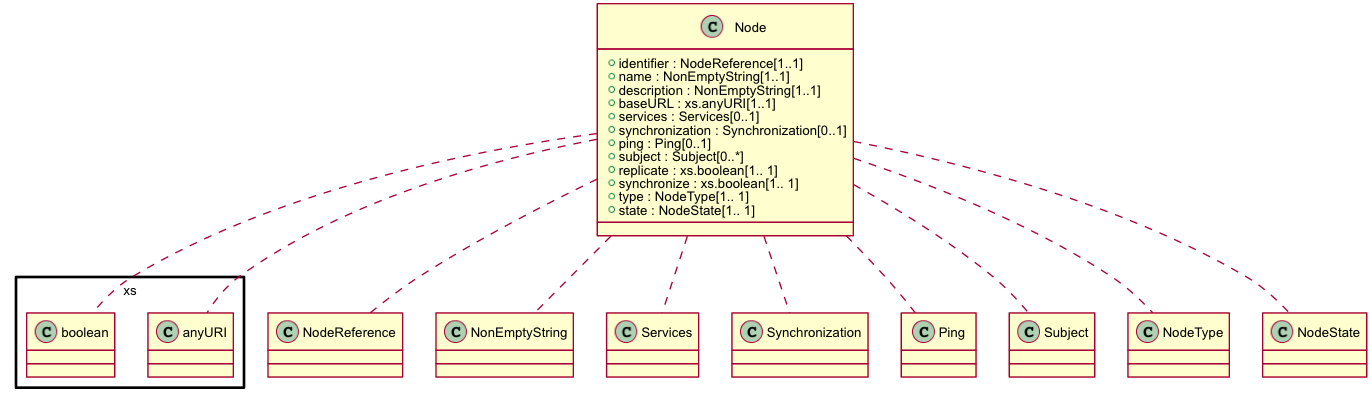 C Node
identifier : NodeReference[1..1]
name : NonEmptyString[1..1]
description : NonEmptyString[1..1]
baseURL : xs.anyURI[1..1]
services : Services[0..1]
synchronization : Synchronization[0..1]
ping : Ping[0..1]
subject : Subject[0..*]
replicate : xs.boolean[1.. 1]
synchronize : xs.boolean[1.. 1]
type : NodeType[1.. 1]
state : NodeState[1.. 1]
xs
C boolean
C anyURI
C NodeReference
C NonEmptyString
C Services
C Synchronization
C Ping
C Subject
C NodeType
C NodeState